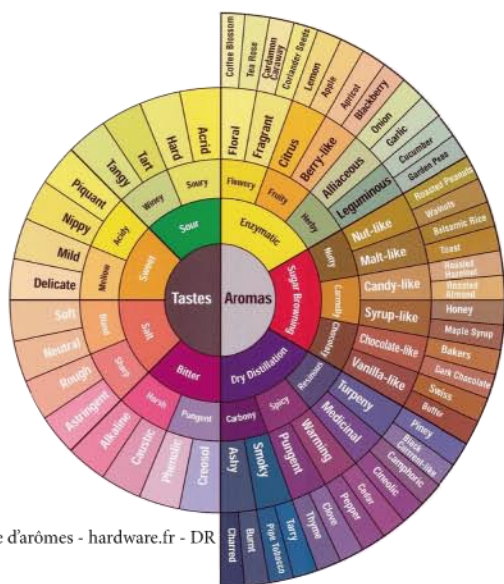 Tastes
Aromas
Sour
Sweet
Salt
Bitter
Enzymatic
Sugar Browning
Dry Distillation
Soury
Winey
Acidy
Mellow
Bland
Sharp
Harsh
Pungent
Acrid
Hard
Tart
Tangy
Piquant
Nippy
Mild
Delicate
Soft
Neutral
Rough
Astringent
Alkaline
Caustic
Phenolic
Creosol
Flowery
Fruity
Herby
Nutty
Carmelly
Chocolaty
Resinous
Spicy
Carbony
Floral
Fragrant
Citrus
Berry-like
Alliaceous
Leguminous
Nut-like
Malt-like
Candy-like
Syrup-like
Chocolate-like
Vanilla-like
Turpeny
Medicinal
Warming
Pungent
Smoky
Ashy
Coffee Blossom
Tea Rose
Cardamon
Caraway
Coriander Seeds
Lemon
Apple
Apricot
Blackberry
Onion
Garlic
Cucumber
Garden Peas
Roasted Peanuts
Walnuts
Balsamic Rice
Toast
Roasted
Hazelnut
Roasted
Almond
Honey
Maple Syrup
Bakers
Dark Chocolate
Swiss
Butter
Piney
Black
Currant-like
Camphoric
Cineolic
Cedar
Pepper
Clove
Thyme
Tarry
Pipe Tobacco
Burnt
Charred
e d'arômes - hardware.fr - DR